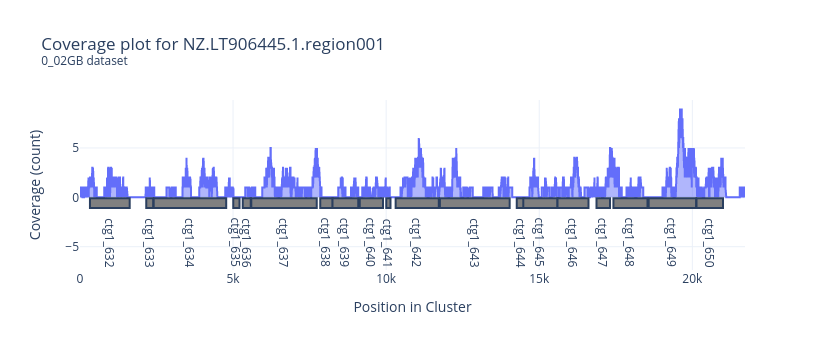 Coverage plot for NZ.LT906445.1.region001
0_02GB dataset
Coverage (count)
5
0
−5
ctg1_632
ctg1_633
ctg1_634
ctg1_635
ctg1_636
ctg1_637
ctg1_638
ctg1_639
ctg1_640
ctg1_641
ctg1_642
ctg1_643
ctg1_644
ctg1_645
ctg1_646
ctg1_647
ctg1_648
ctg1_649
ctg1_650
0 5k 10k 15k 20k
Position in Cluster